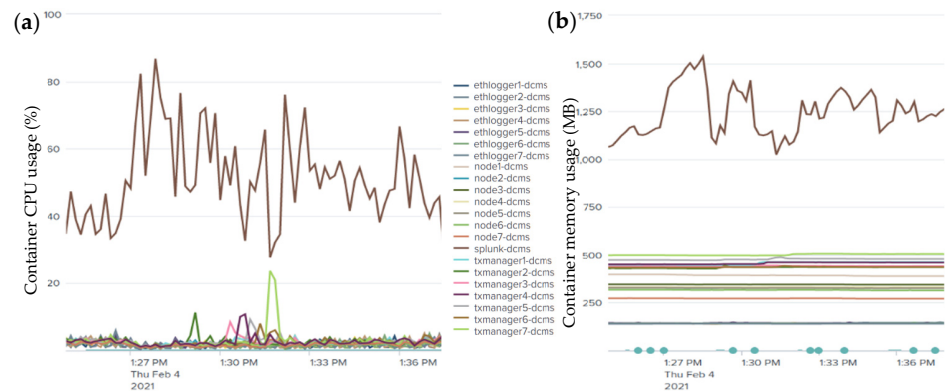 (a)
Container CPU usage (%)
100
80
60
40
20
1:27 PM
Thu Feb 4
2021
1:30 PM
1:33 PM
1:36 PM
ethlogger1-dcms
ethlogger2-dcms
ethlogger3-dcms
ethlogger4-dcms
ethlogger5-dcms
ethlogger6-dcms
ethlogger7-dcms
node1-dcms
node2-dcms
node3-dcms
node4-dcms
node5-dcms
node6-dcms
node7-dcms
splunk-dcms
txmanager1-dcms
txmanager2-dcms
txmanager3-dcms
txmanager4-dcms
txmanager5-dcms
txmanager6-dcms
txmanager7-dcms
(b)
Container memory usage (MB)
1,750
1,500
1,250
1,000
750
500
250
1:27 PM
Thu Feb 4
2021
1:30 PM
1:33 PM
1:36 PM